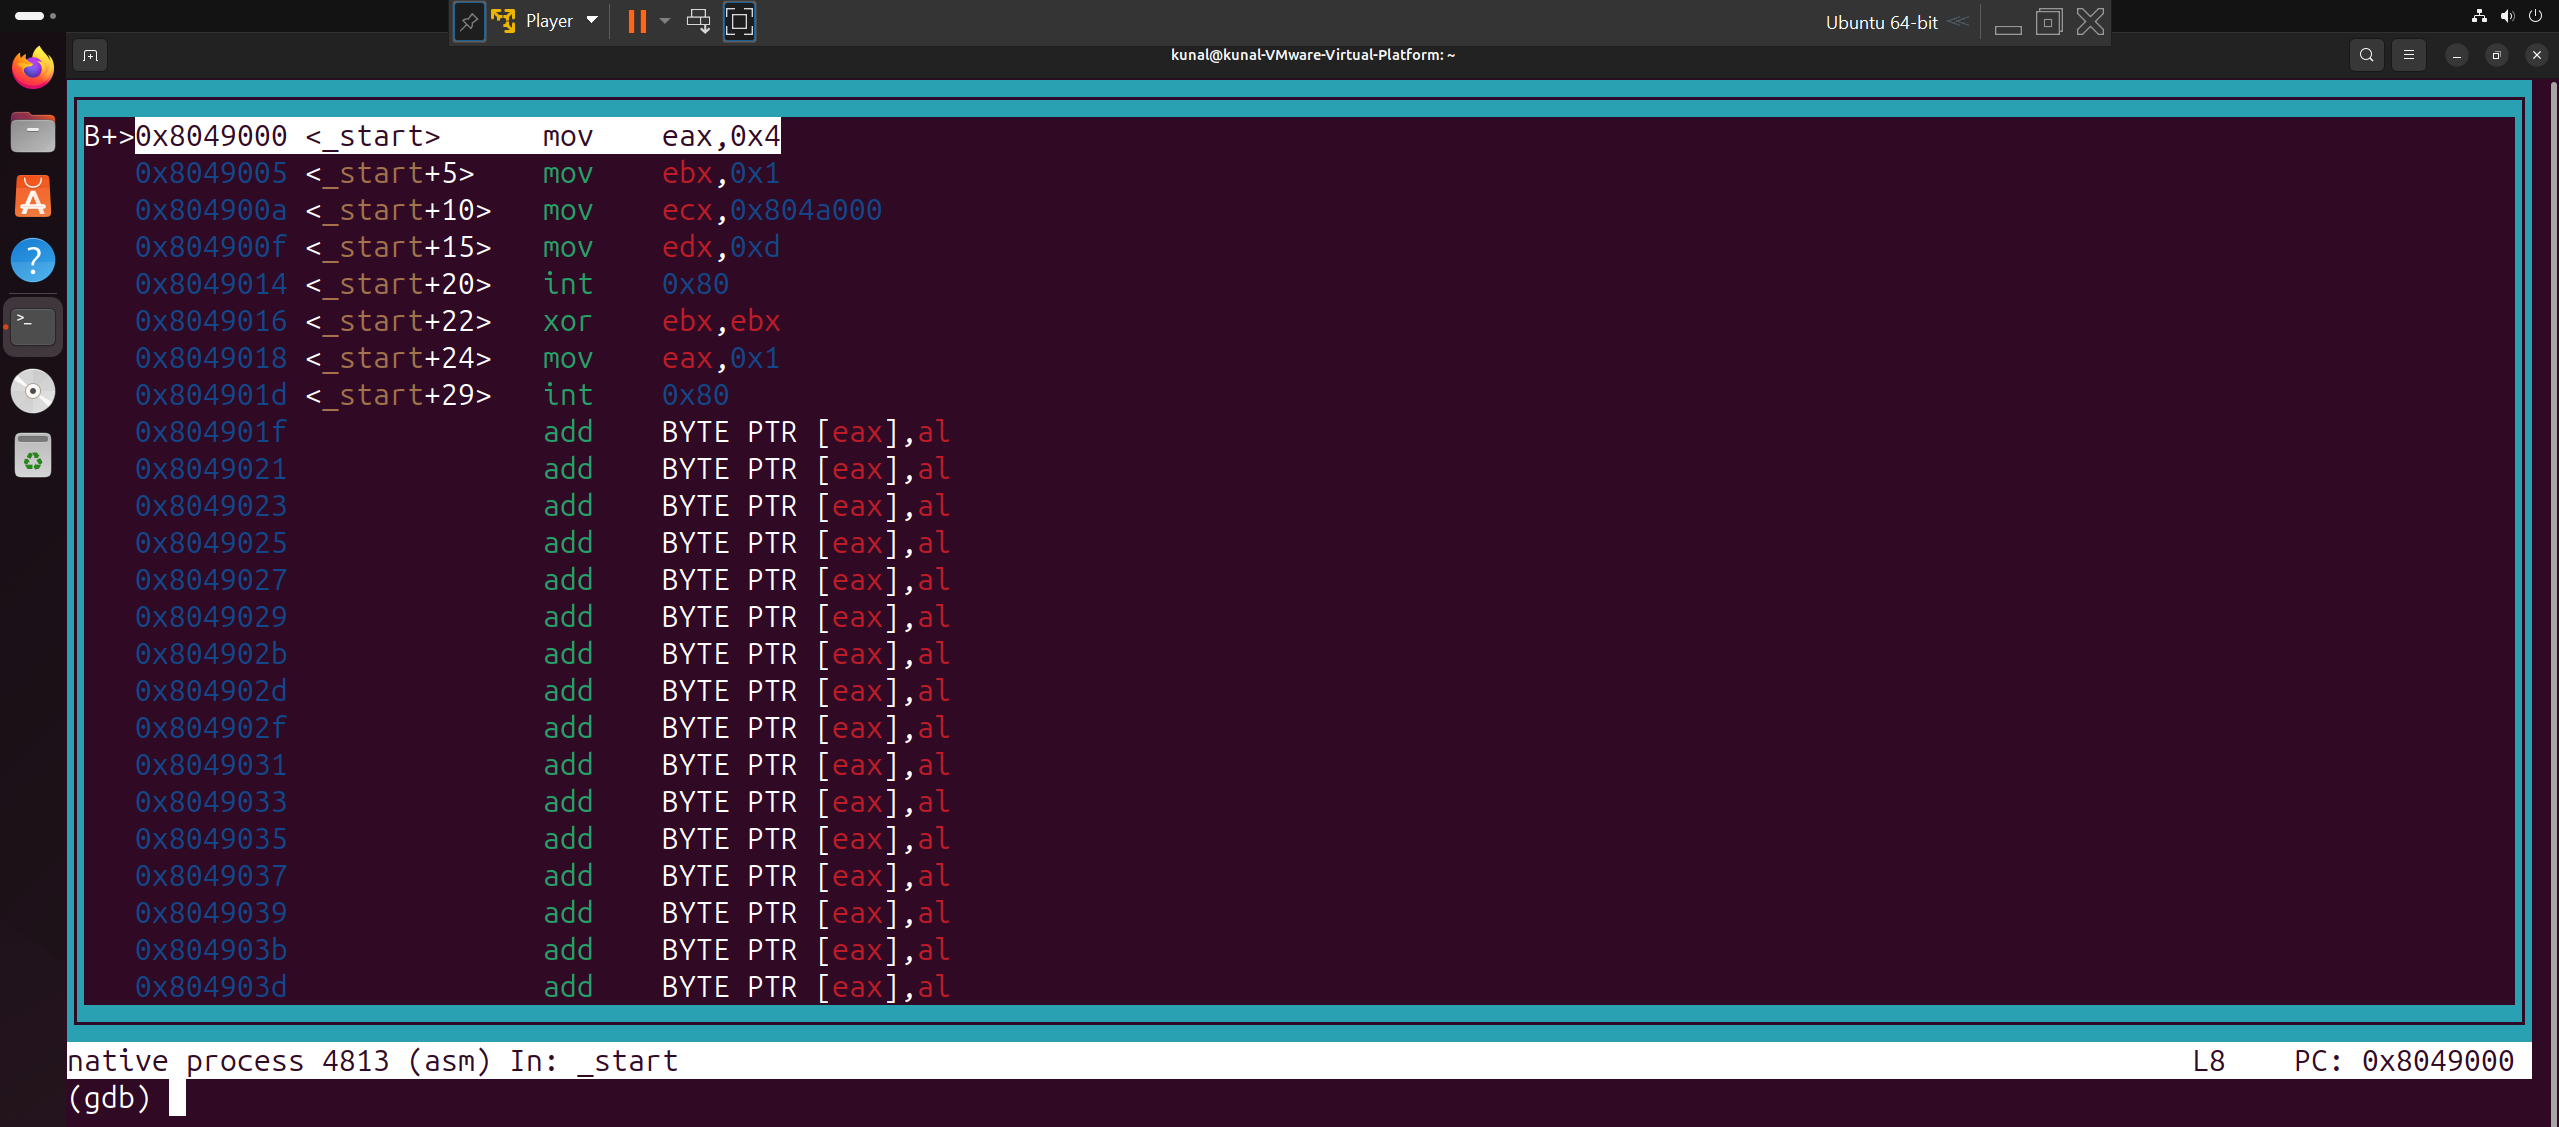 Player
Ubuntu 64-bit
kunal@kunal-VMware-Virtual-Platform: ~
B+>0x8049000 <_start> mov eax,0x4
0x8049005 <_start+5> mov ebx,0x1
0x804900a <_start+10> mov ecx,0x804a000
0x804900f <_start+15> mov edx,0xd
0x8049014 <_start+20> int 0x80
0x8049016 <_start+22> xor ebx,ebx
0x8049018 <_start+24> mov eax,0x1
0x804901d <_start+29> int 0x80
0x804901f add BYTE PTR [eax],al
0x8049021 add BYTE PTR [eax],al
0x8049023 add BYTE PTR [eax],al
0x8049025 add BYTE PTR [eax],al
0x8049027 add BYTE PTR [eax],al
0x8049029 add BYTE PTR [eax],al
0x804902b add BYTE PTR [eax],al
0x804902d add BYTE PTR [eax],al
0x804902f add BYTE PTR [eax],al
0x8049031 add BYTE PTR [eax],al
0x8049033 add BYTE PTR [eax],al
0x8049035 add BYTE PTR [eax],al
0x8049037 add BYTE PTR [eax],al
0x8049039 add BYTE PTR [eax],al
0x804903b add BYTE PTR [eax],al
0x804903d add BYTE PTR [eax],al
native process 4813 (asm) In: _start L8 PC: 0x8049000
(gdb)